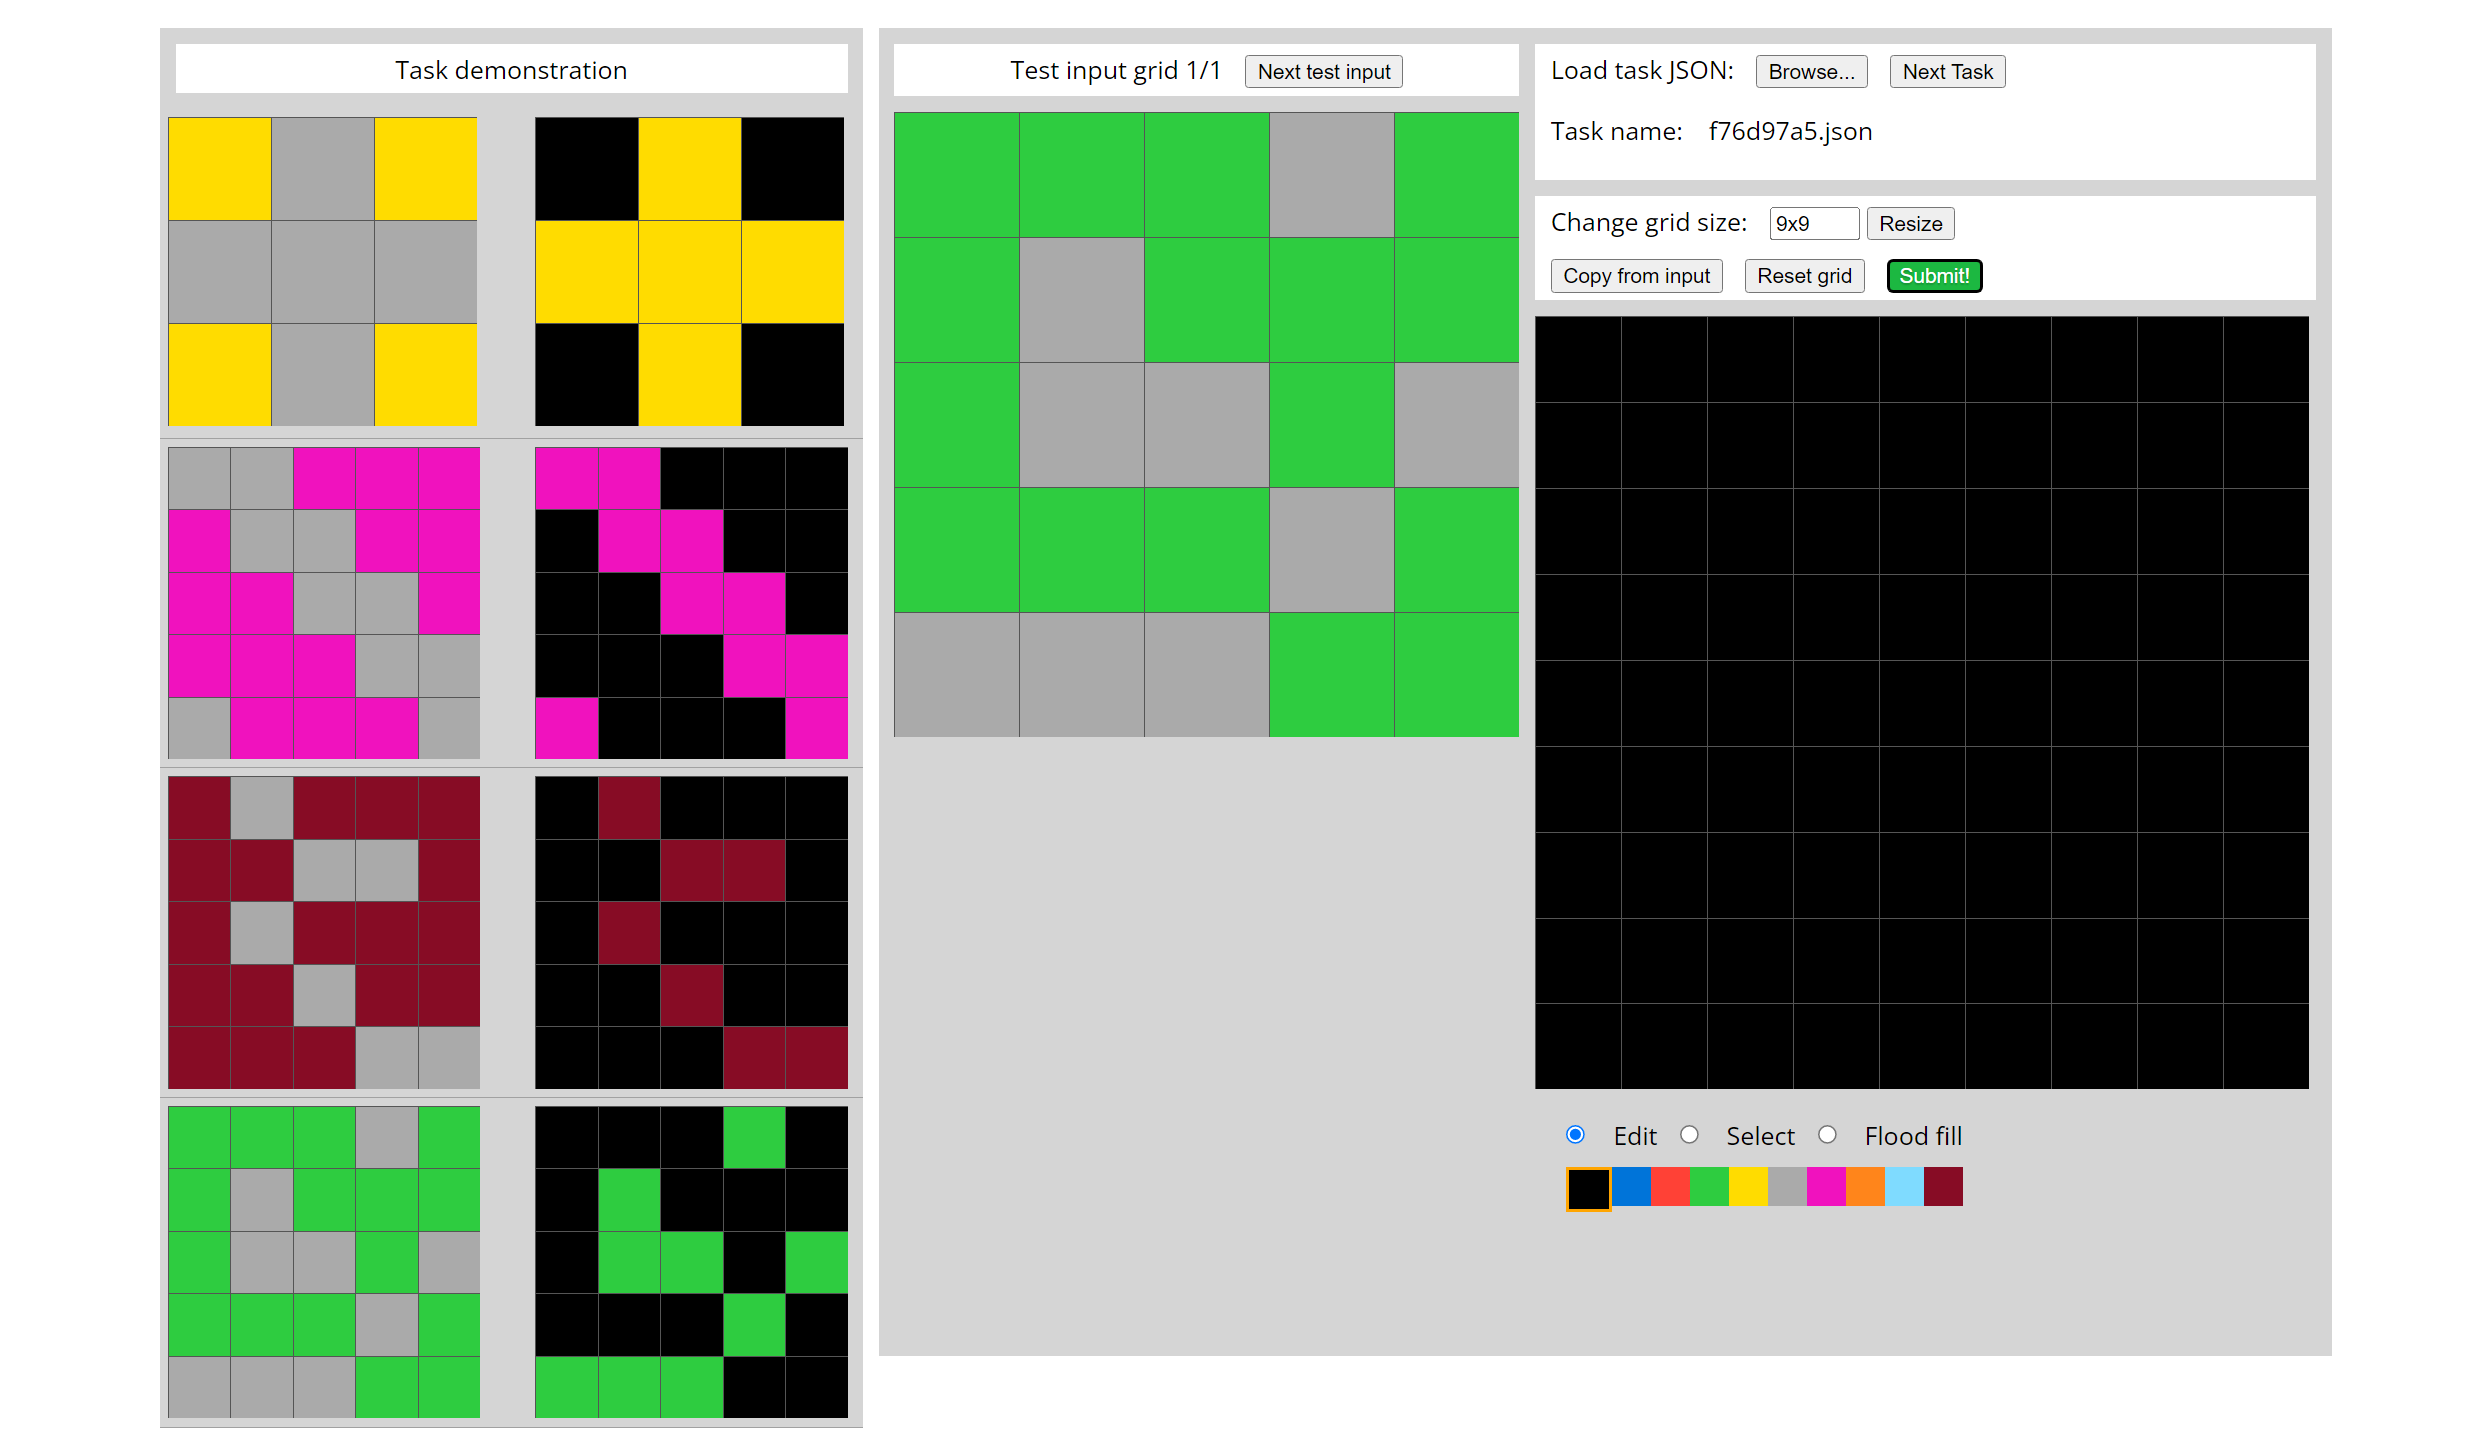 Task demonstration
Test input grid 1/1 Next test input
Load task JSON: Browse... Next Task
Task name: f76d97a5.json
Change grid size: 9x9 Resize
Copy from input Reset grid Submit!
Edit Select Flood fill